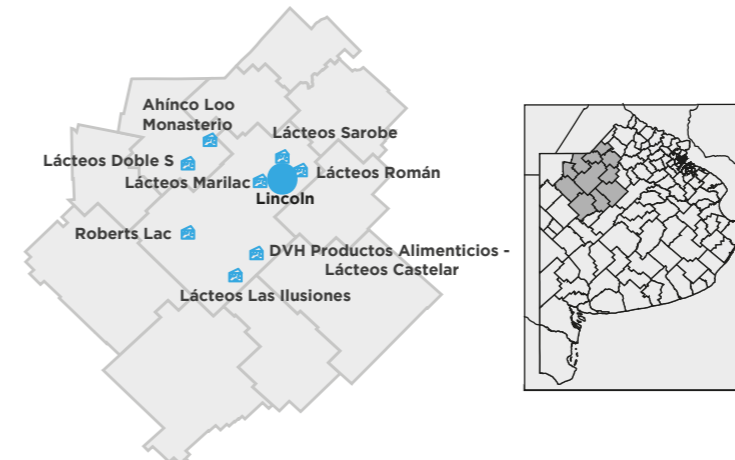 Ahínco Loo
Monasterio
Lácteos Sarobe
Lácteos Doble S
Lácteos Marilac
Lácteos Román
Lincoln
Roberts Lac
DVH Productos Alimenticios -
Lácteos Castelar
Lácteos Las Ilusiones